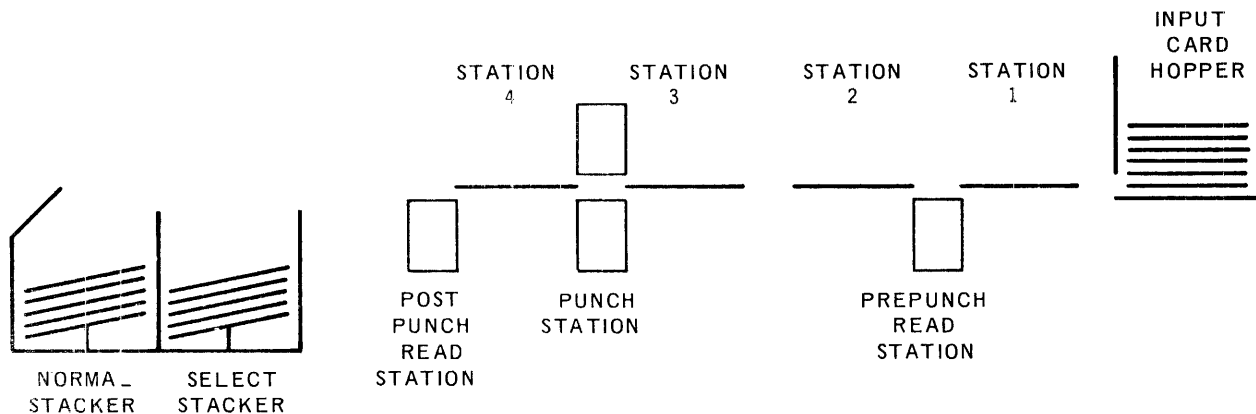 INPUT
CARD
HOPPER
STATION
4
STATION
3
STATION
2
STATION
1
POST
PUNCH
READ
STATION
PUNCH
STATION
PREPUNCH
READ
STATION
NORMA_
STACKER
SELECT
STACKER